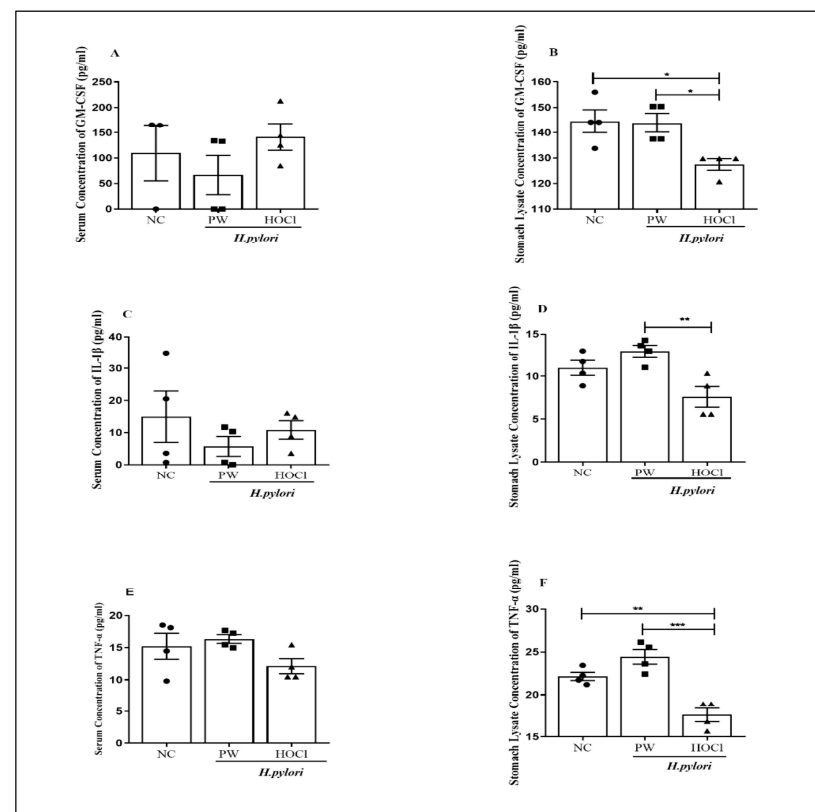 A
Serum Concentration of GM-CSF (pg/ml)
250
200
150
100
50
0
NC PW HOCl
H.pylori
B
Stomach Lysate Concentration of GM-CSF (pg/ml)
*
*
160
150
140
130
120
110
NC PW HOCl
H.pylori
C
Serum Concentration of IL-1β (pg/ml)
40
30
20
10
0
NC PW HOCl
H.pylori
D
Stomach Lysate Concentration of IL-1β (pg/ml)
**
15
10
5
0
NC PW HOCl
H.pylori
E
Serum Concentration of TNF-α (pg/ml)
20
15
10
5
0
NC PW HOCl
H.pylori
F
Stomach Lysate Concentration of TNF-α (pg/ml)
**
***
30
25
20
15
NC PW HOCl
H.pylori